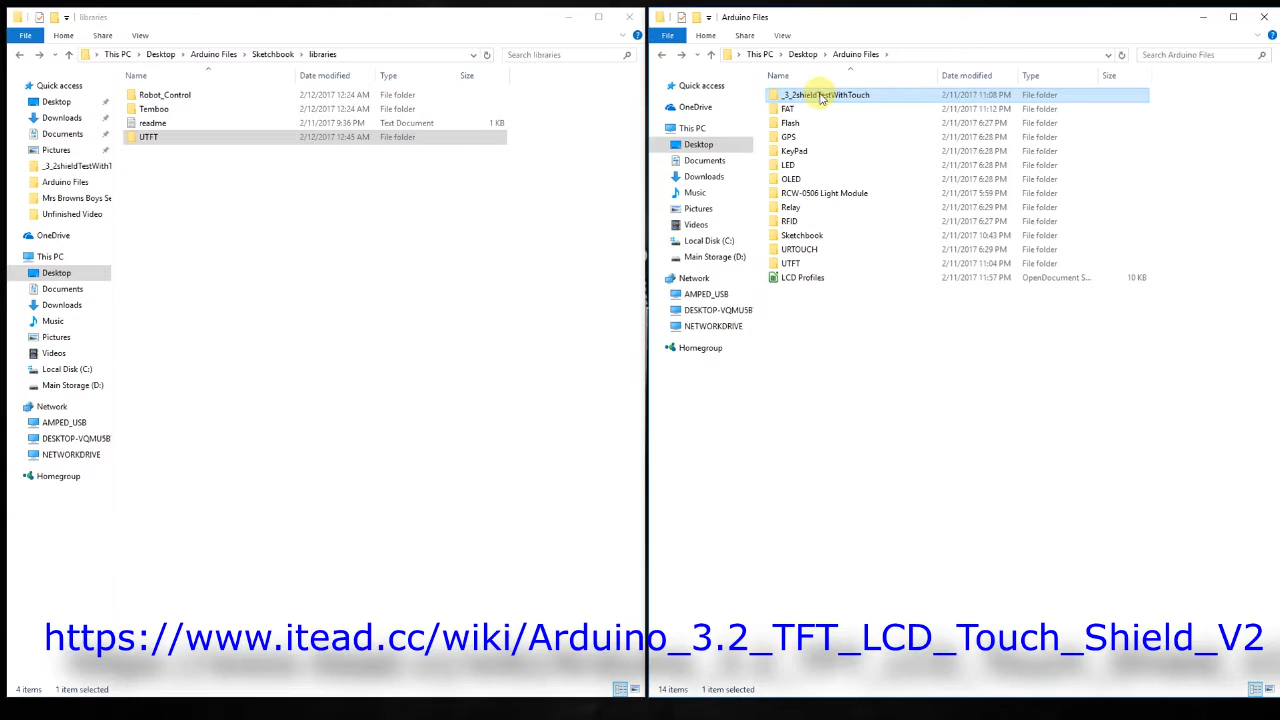 libraries
File Home Share View
This PC Desktop Arduino Files Sketchbook libraries Search libraries
Name Date modified Type Size
Quick access
Desktop
Downloads
Documents
Pictures
_3_2shieldTestWithT
Arduino Files
Mrs Browns Boys Se
Unfinished Video
OneDrive
This PC
Desktop
Documents
Downloads
Music
Pictures
Videos
Local Disk (C:)
Main Storage (D:)
Network
AMPED_USB
DESKTOP-VQMU5B
NETWORKDRIVE
Homegroup
Robot_Control 2/12/2017 12:24 AM File folder
Temboo 2/12/2017 12:24 AM File folder
readme 2/11/2017 9:36 PM Text Document 1 KB
UTFT 2/12/2017 12:45 AM File folder
4 items 1 item selected
Arduino Files
File Home Share View
This PC Desktop Arduino Files Search Arduino Files
Name Date modified Type Size
Quick access
OneDrive
This PC
Desktop
Documents
Downloads
Music
Pictures
Videos
Local Disk (C:)
Main Storage (D:)
Network
AMPED_USB
DESKTOP-VQMU5B
NETWORKDRIVE
Homegroup
_3_2shieldTestWithTouch 2/11/2017 11:08 PM File folder
FAT 2/11/2017 11:12 PM File folder
Flash 2/11/2017 6:27 PM File folder
GPS 2/11/2017 6:28 PM File folder
KeyPad 2/11/2017 6:27 PM File folder
LED 2/11/2017 6:28 PM File folder
OLED 2/11/2017 6:28 PM File folder
RCW-0506 Light Module 2/11/2017 5:59 PM File folder
Relay 2/11/2017 6:29 PM File folder
RFID 2/11/2017 6:27 PM File folder
Sketchbook 2/11/2017 10:43 PM File folder
URTOUCH 2/11/2017 6:29 PM File folder
UTFT 2/11/2017 11:04 PM File folder
LCD Profiles 2/11/2017 11:57 PM OpenDocument S... 10 KB
14 items 1 item selected
https://www.itead.cc/wiki/Arduino_3.2_TFT_LCD_Touch_Shield_V2